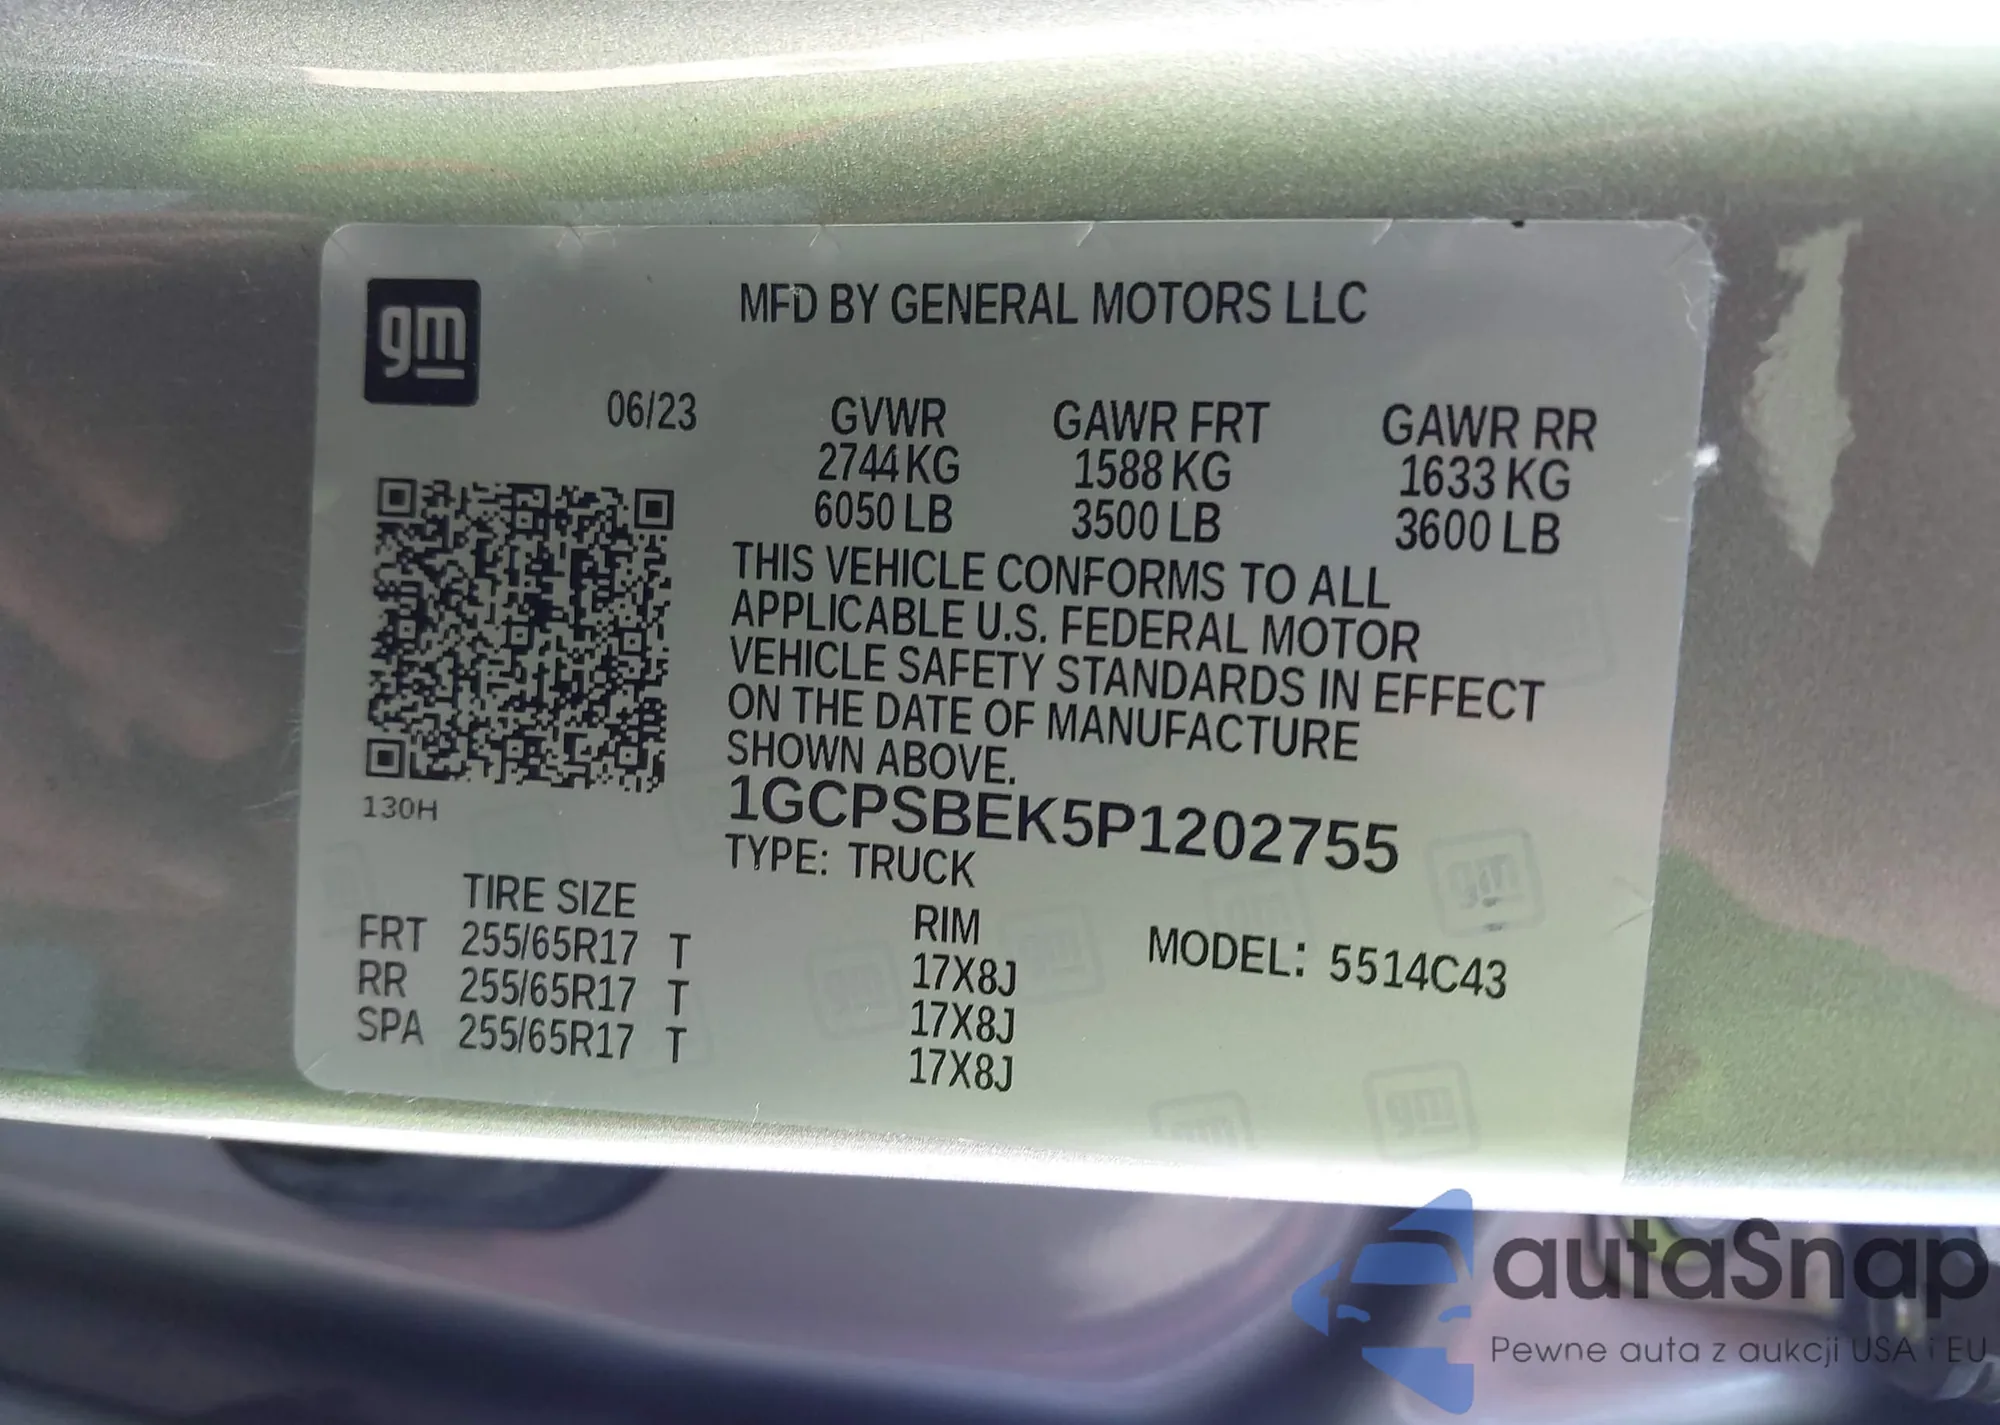 gm
MFD BY GENERAL MOTORS LLC
06/23
GVWR GAWR FRT GAWR RR
2744KG 1588 KG 1633 KG
6050 LB 3500 LB 3600 LB
THIS VEHICLE CONFORMS TO ALL
APPLICABLE U.S. FEDERAL MOTOR
VEHICLE SAFETY STANDARDS IN EFFECT
ON THE DATE OF MANUFACTURE
SHOWN ABOVE.
130H
1GCPSBEK5P1202755
TYPE: TRUCK
TIRE SIZE RIM
FRT 255/65R17 T 17X8J
RR 255/65R17 T 17X8J
SPA 255/65R17 T 17X8J
MODEL: 5514C43
autaSnap
Pewne auta z aukcji USA i EU